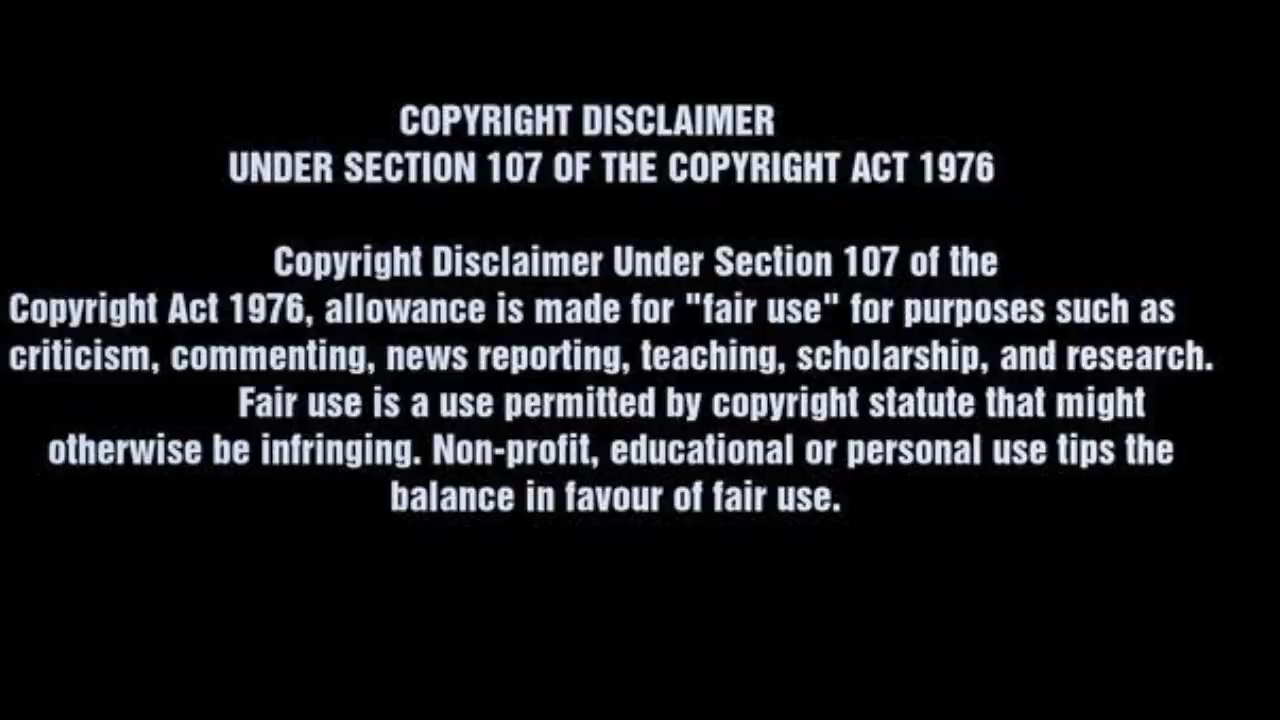 COPYRIGHT DISCLAIMER
UNDER SECTION 107 OF THE COPYRIGHT ACT 1976
Copyright Disclaimer Under Section 107 of the
Copyright Act 1976, allowance is made for "fair use" for purposes such as
criticism, commenting, news reporting, teaching, scholarship, and research.
Fair use is a use permitted by copyright statute that might
otherwise be infringing. Non-profit, educational or personal use tips the
balance in favour of fair use.